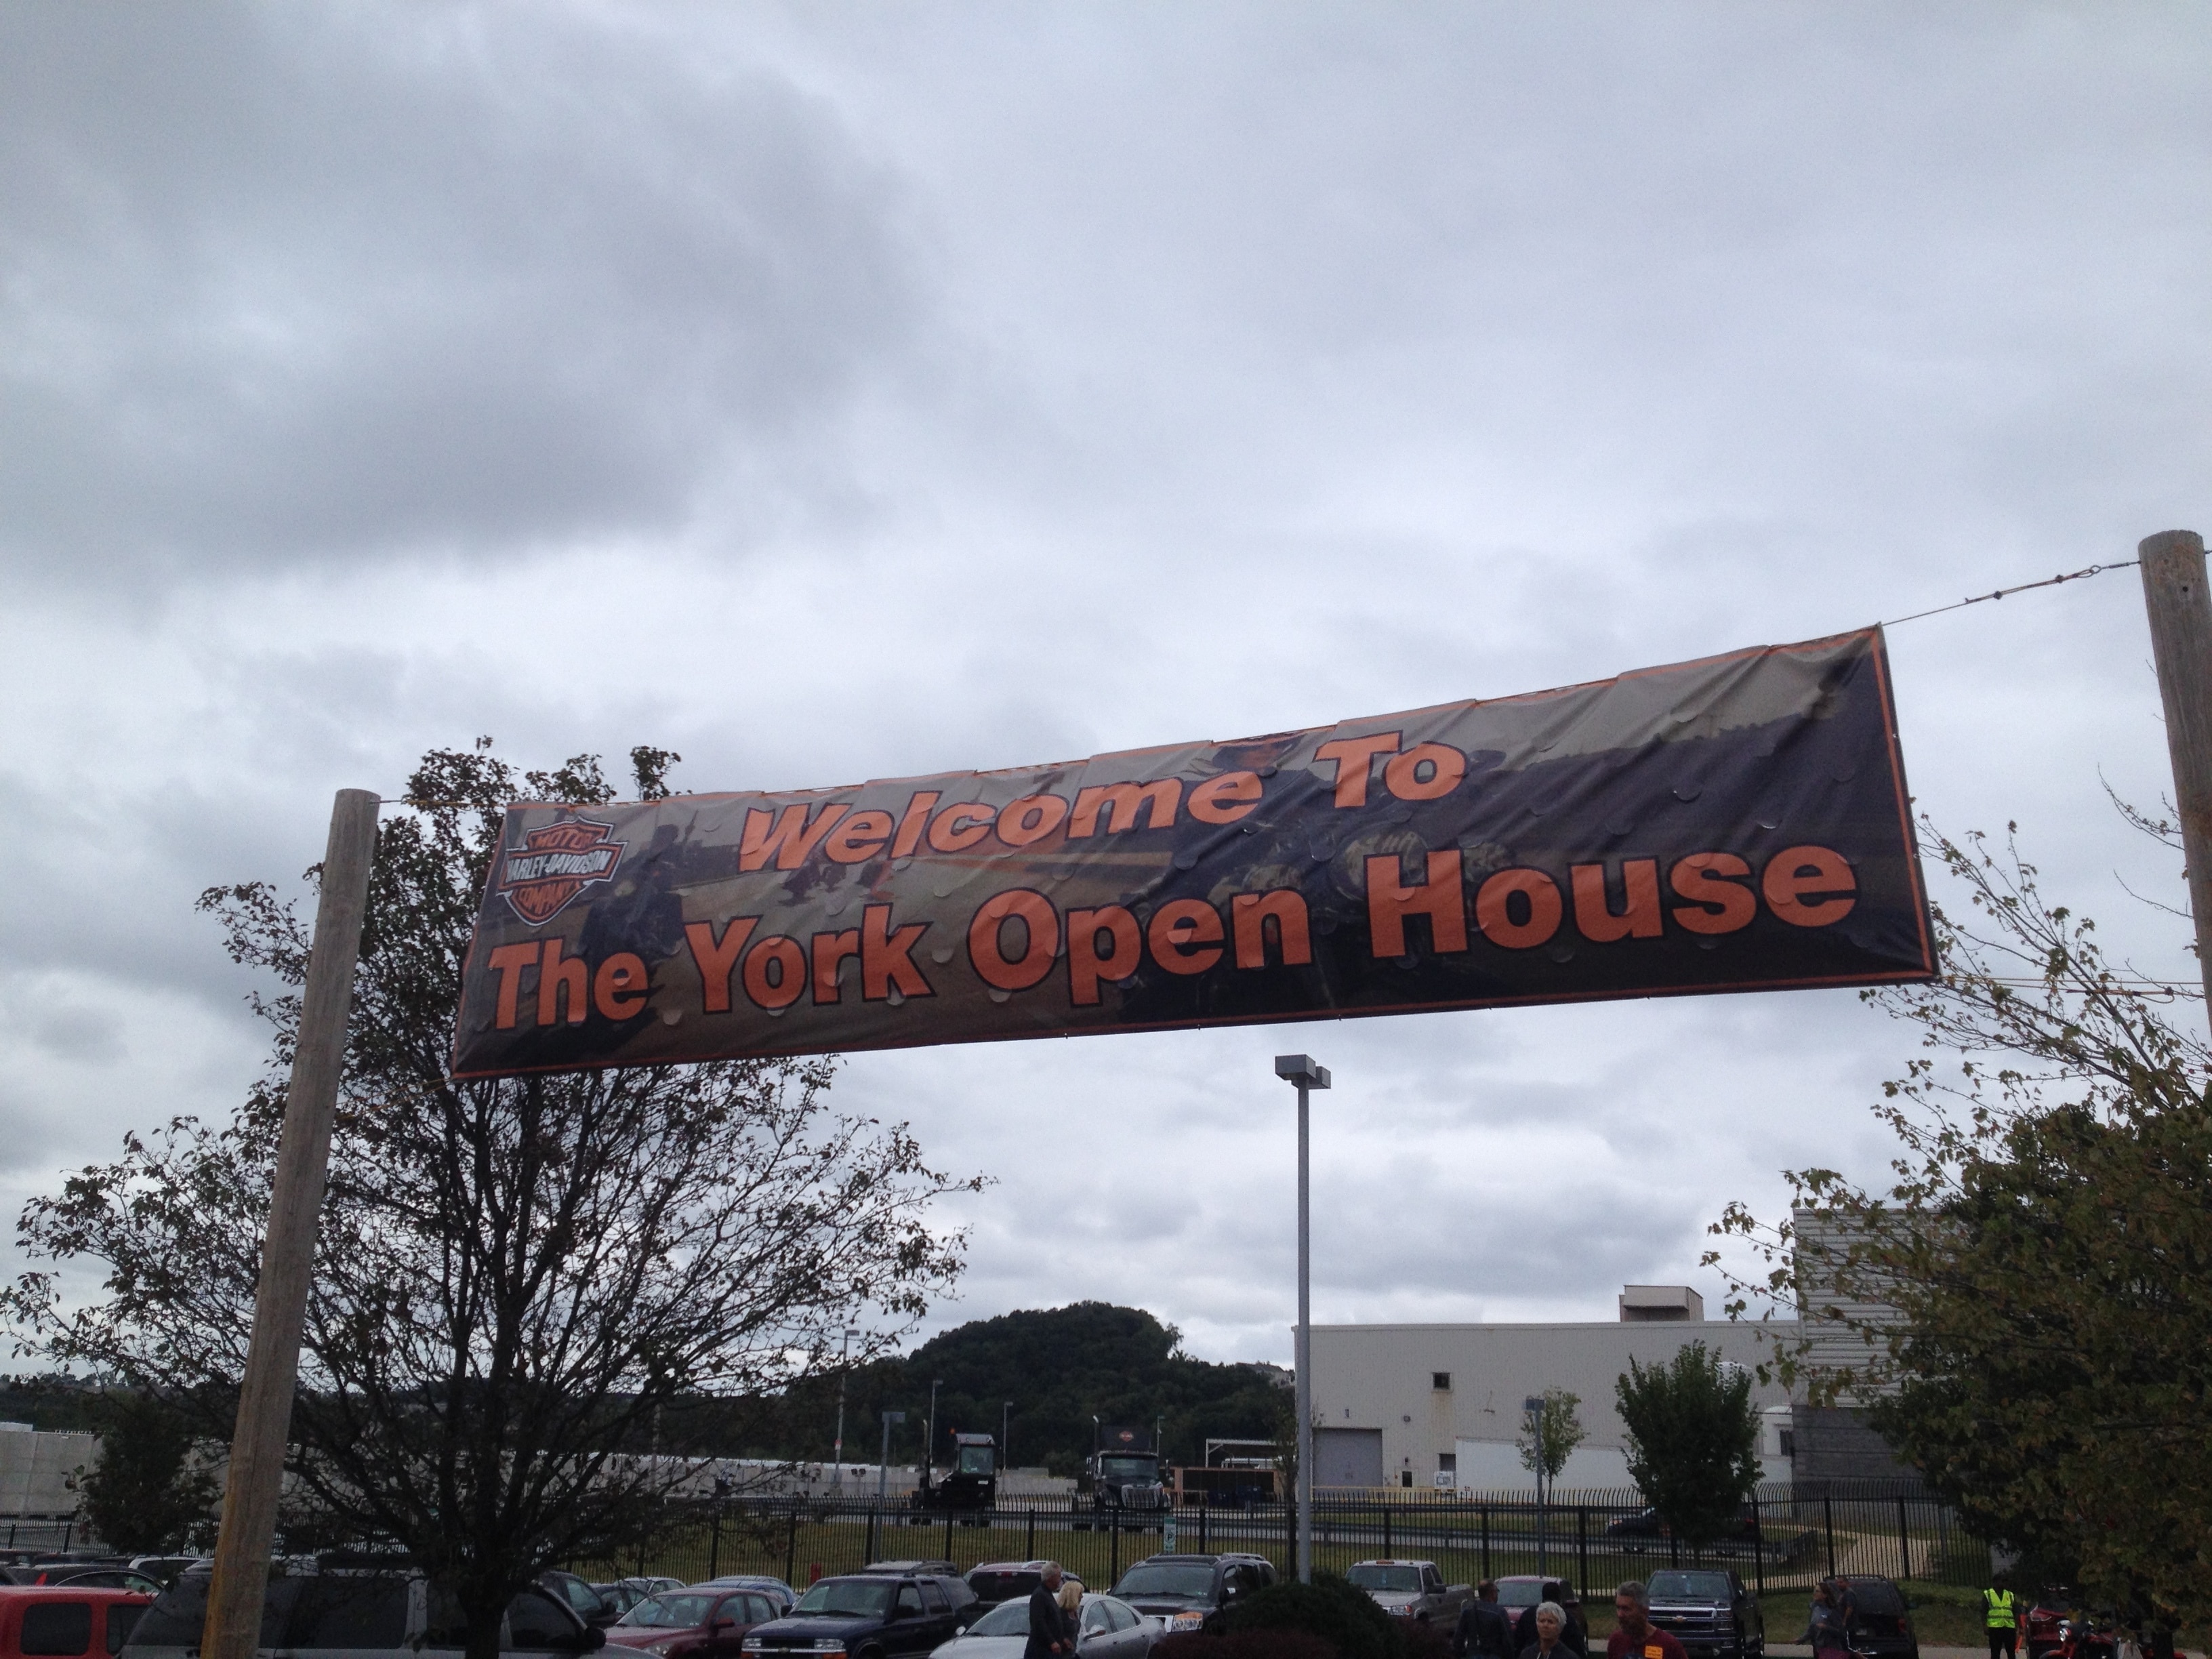 MOTOR
HARLEY-DAVIDSON
COMPANY
Welcome To
The York Open House